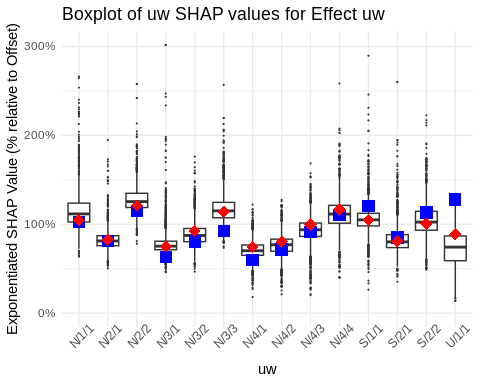 Boxplot of uw SHAP values for Effect uw
Exponentiated SHAP Value (% relative to Offset)
300%
200%
100%
0%
N/1/1
N/2/1
N/2/2
N/3/1
N/3/2
N/3/3
N/4/1
N/4/2
N/4/3
N/4/4
S/1/1
S/2/1
S/2/2
U/1/1
uw